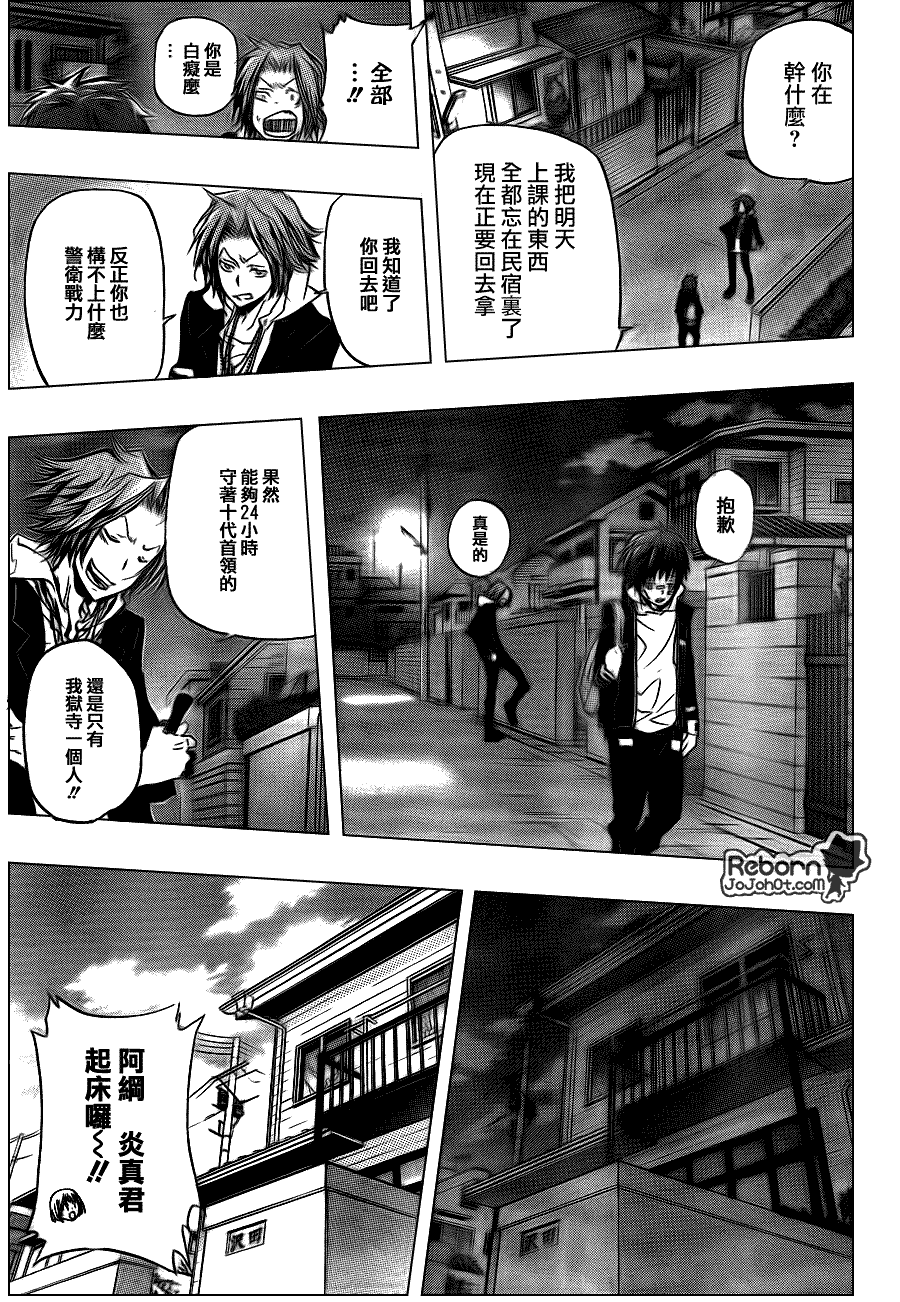 你在
幹什麼?
我把明天
上課的東西
全都忘在民宿裏了
現在正要回去拿
全部
…!!
你是
白癡麼
…
我知道了
你回去吧
反正你也
構不上什麼
警衛戰力
抱歉
真是的
果然
能夠24小時
守著十代首領的
還是只有
我獄寺一個人!!
阿綱 炎真君
起床囉~!!
沢田
Reborn
JoJohOt.com